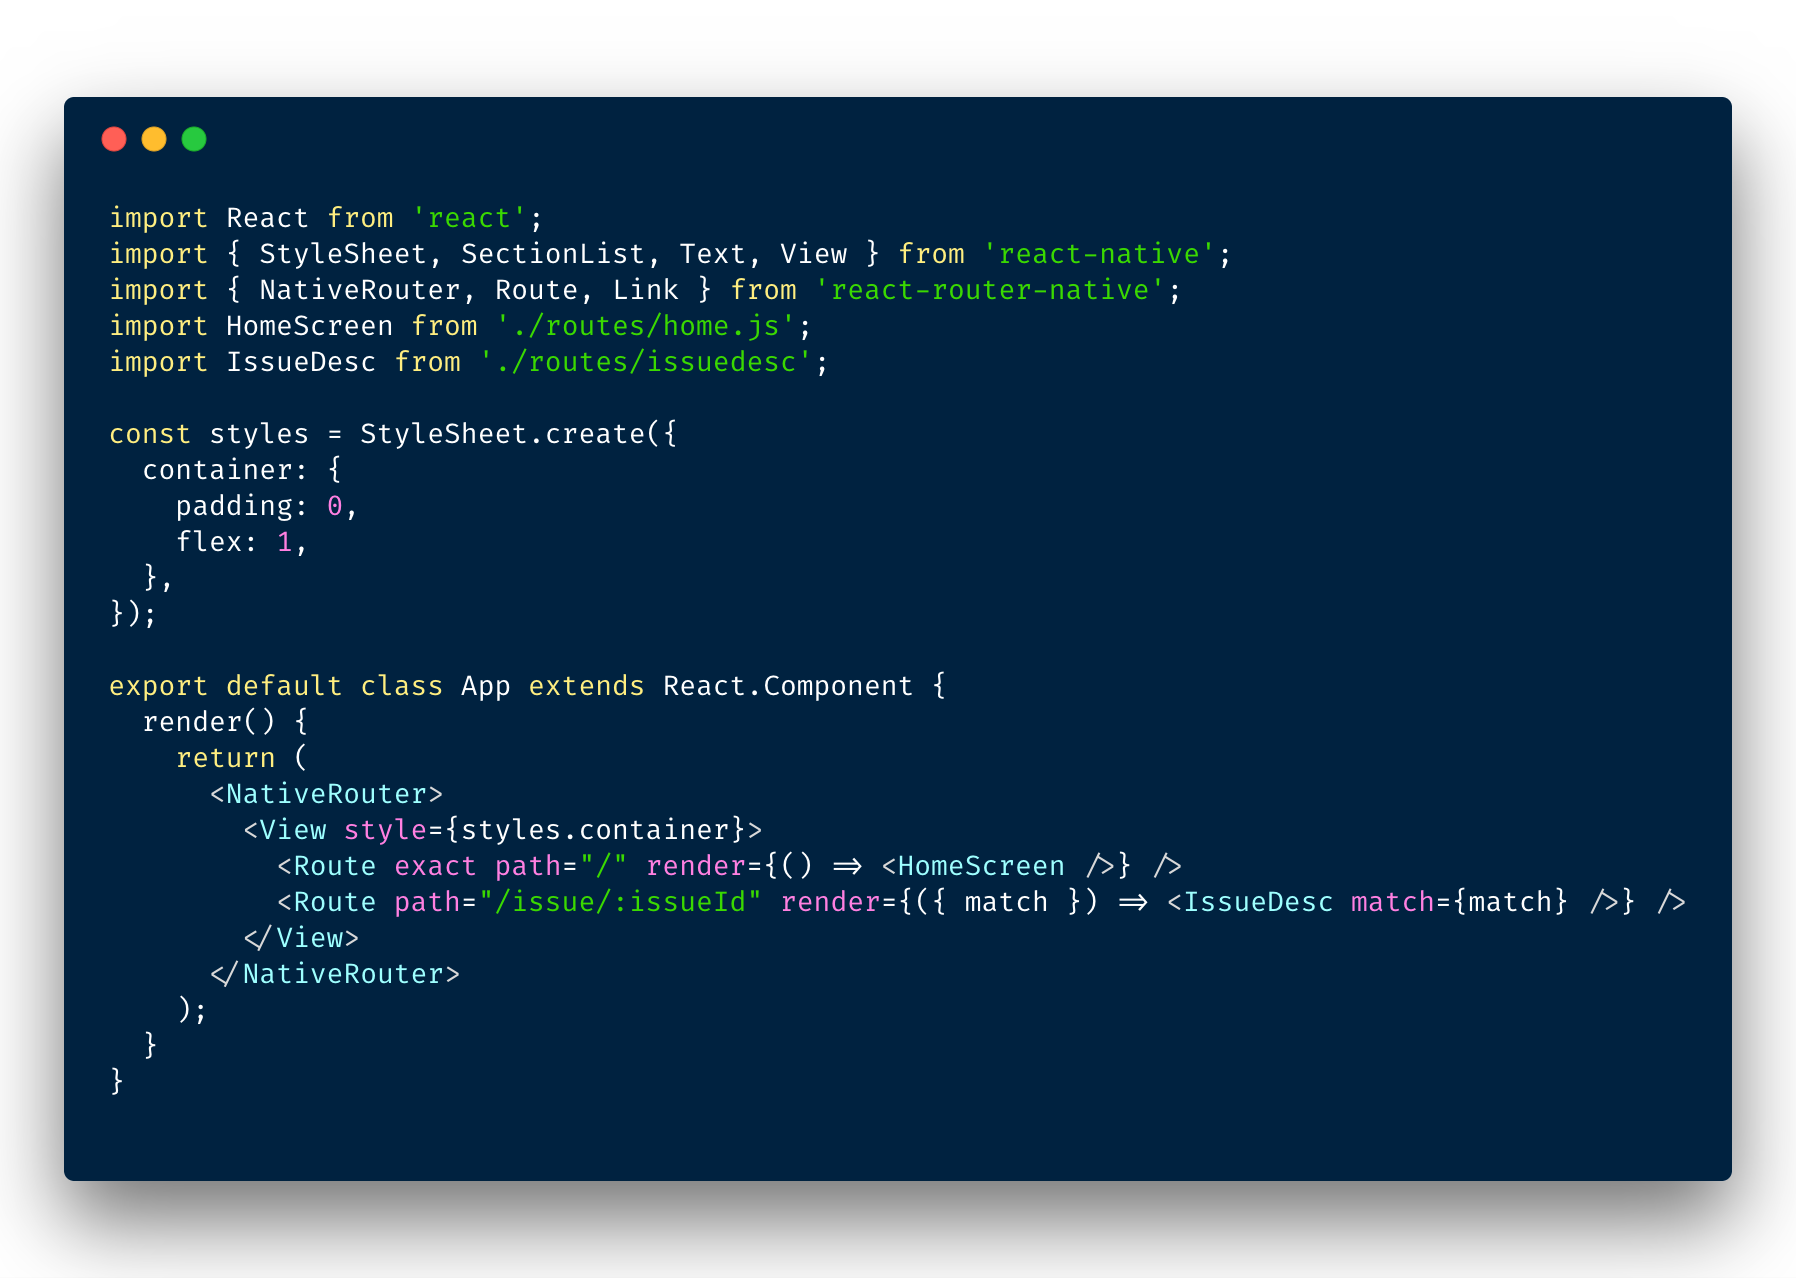 import React from 'react';
import { StyleSheet, SectionList, Text, View } from 'react-native';
import { NativeRouter, Route, Link } from 'react-router-native';
import HomeScreen from './routes/home.js';
import IssueDesc from './routes/issuedesc';

const styles = StyleSheet.create({
  container: {
    padding: 0,
    flex: 1,
  },
});

export default class App extends React.Component {
  render() {
    return (
      <NativeRouter>
        <View style={styles.container}>
          <Route exact path="/" render={() => <HomeScreen />} />
          <Route path="/issue/:issueId" render={({ match }) => <IssueDesc match={match} />} />
        </View>
      </NativeRouter>
    );
  }
}